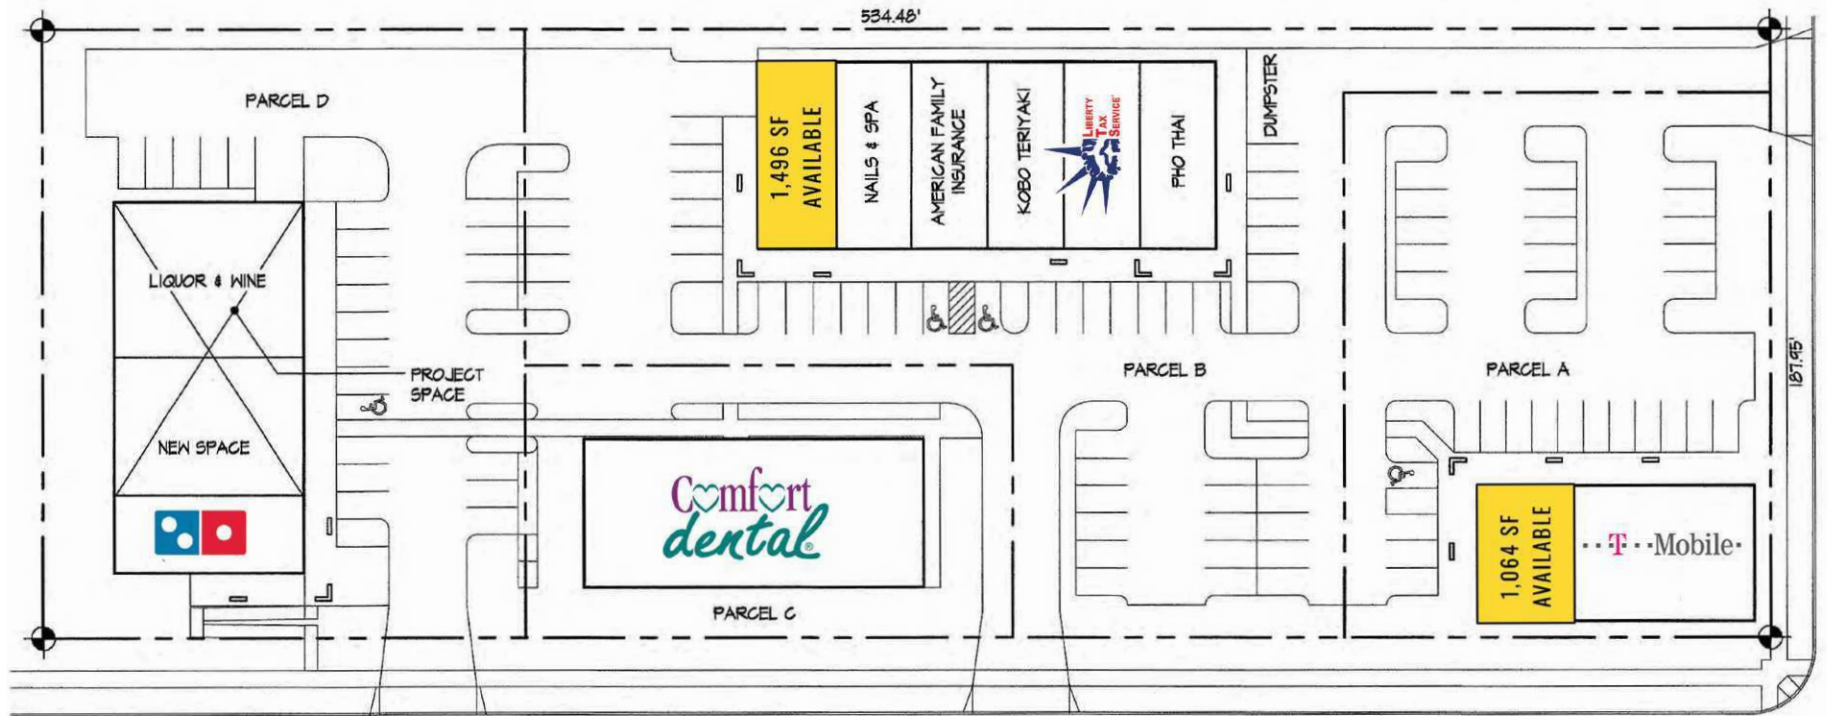 534.48'
PARCEL D
1,496 SF
AVAILABLE
NAILS & SPA
AMERICAN FAMILY
INSURANCE
KOBO TERIYAKI
LIBERTY
TAX
SERVICE
PHO THAI
DUMPSTER
LIQUOR & WINE
PROJECT
SPACE
NEW SPACE
PARCEL B
PARCEL A
187.95'
Comfort
dental®
1,064 SF
AVAILABLE
T Mobile
PARCEL C